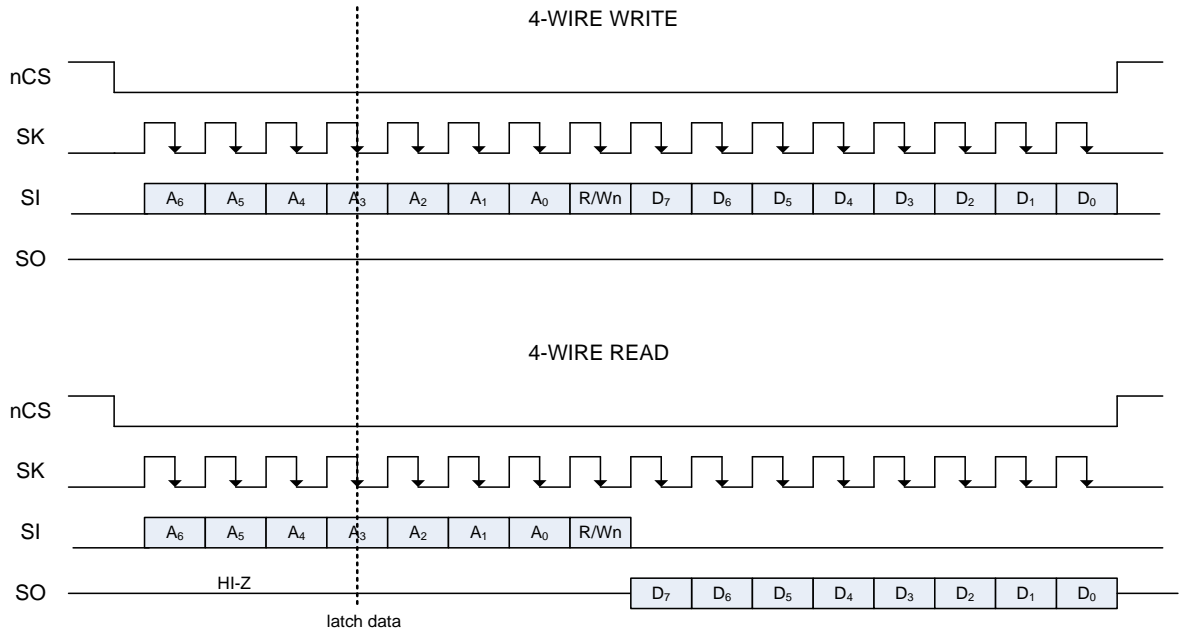 4-WIRE WRITE
nCS
SK
SI A₆ A₅ A₄ A₃ A₂ A₁ A₀ R/Wn D₇ D₆ D₅ D₄ D₃ D₂ D₁ D₀
SO
4-WIRE READ
nCS
SK
SI A₆ A₅ A₄ A₃ A₂ A₁ A₀ R/Wn
SO HI-Z D₇ D₆ D₅ D₄ D₃ D₂ D₁ D₀
latch data